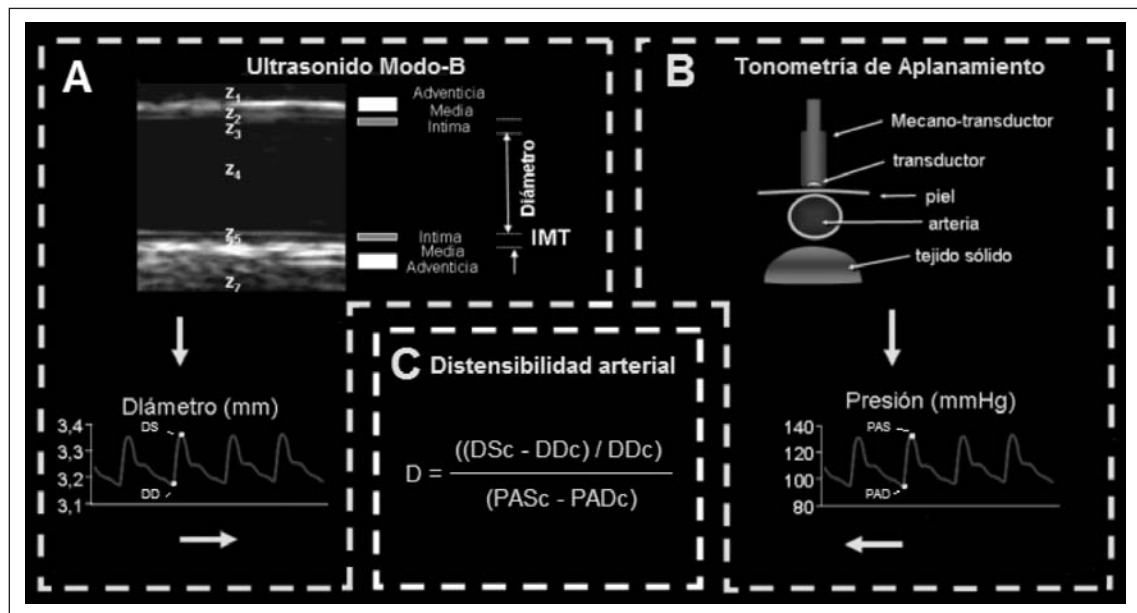 A
Ultrasonido Modo-B
Z1
Z2
Z3
Z4
Z5
Z7
Adventicia
Media
Intima
Diámetro
Intima
Media
Adventicia
IMT
DIámetro (mm)
3,4
3,3
3,2
3,1
DS
DD
B
Tonometría de Aplanamiento
Mecano-transductor
transductor
piel
arteria
tejido sólido
Presión (mmHg)
140
120
100
80
PAS
PAD
C
Distensibilidad arterial
D = ((DSc - DDc) / DDc)
(PASc - PADc)